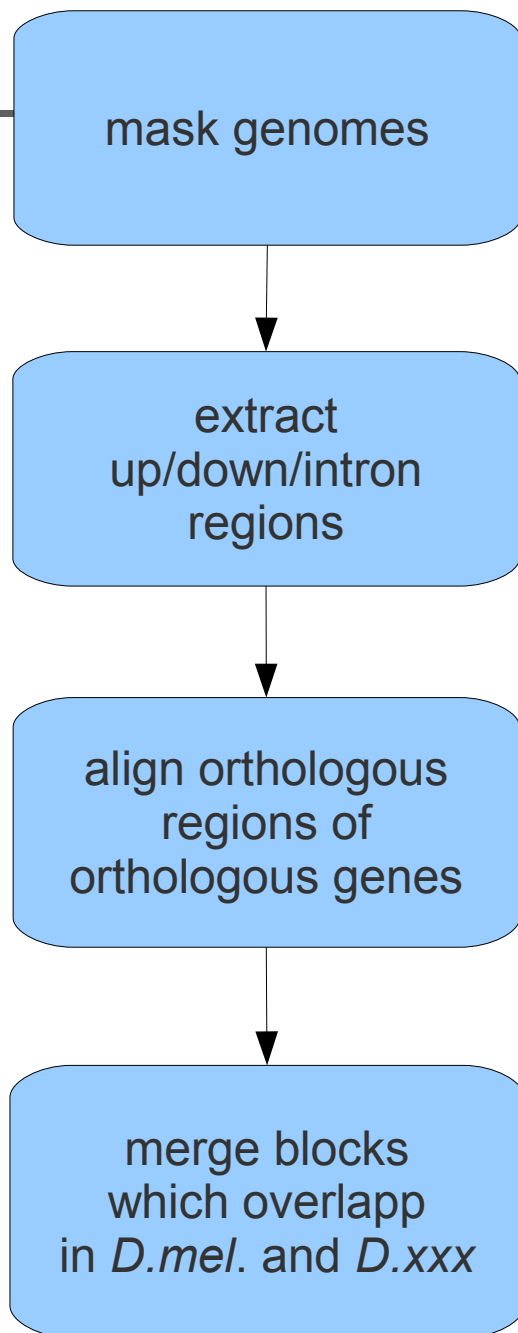 mask genomes
extract
up/down/intron
regions
align orthologous
regions of
orthologous genes
merge blocks
which overlapp
in D.mel. and D.xxx